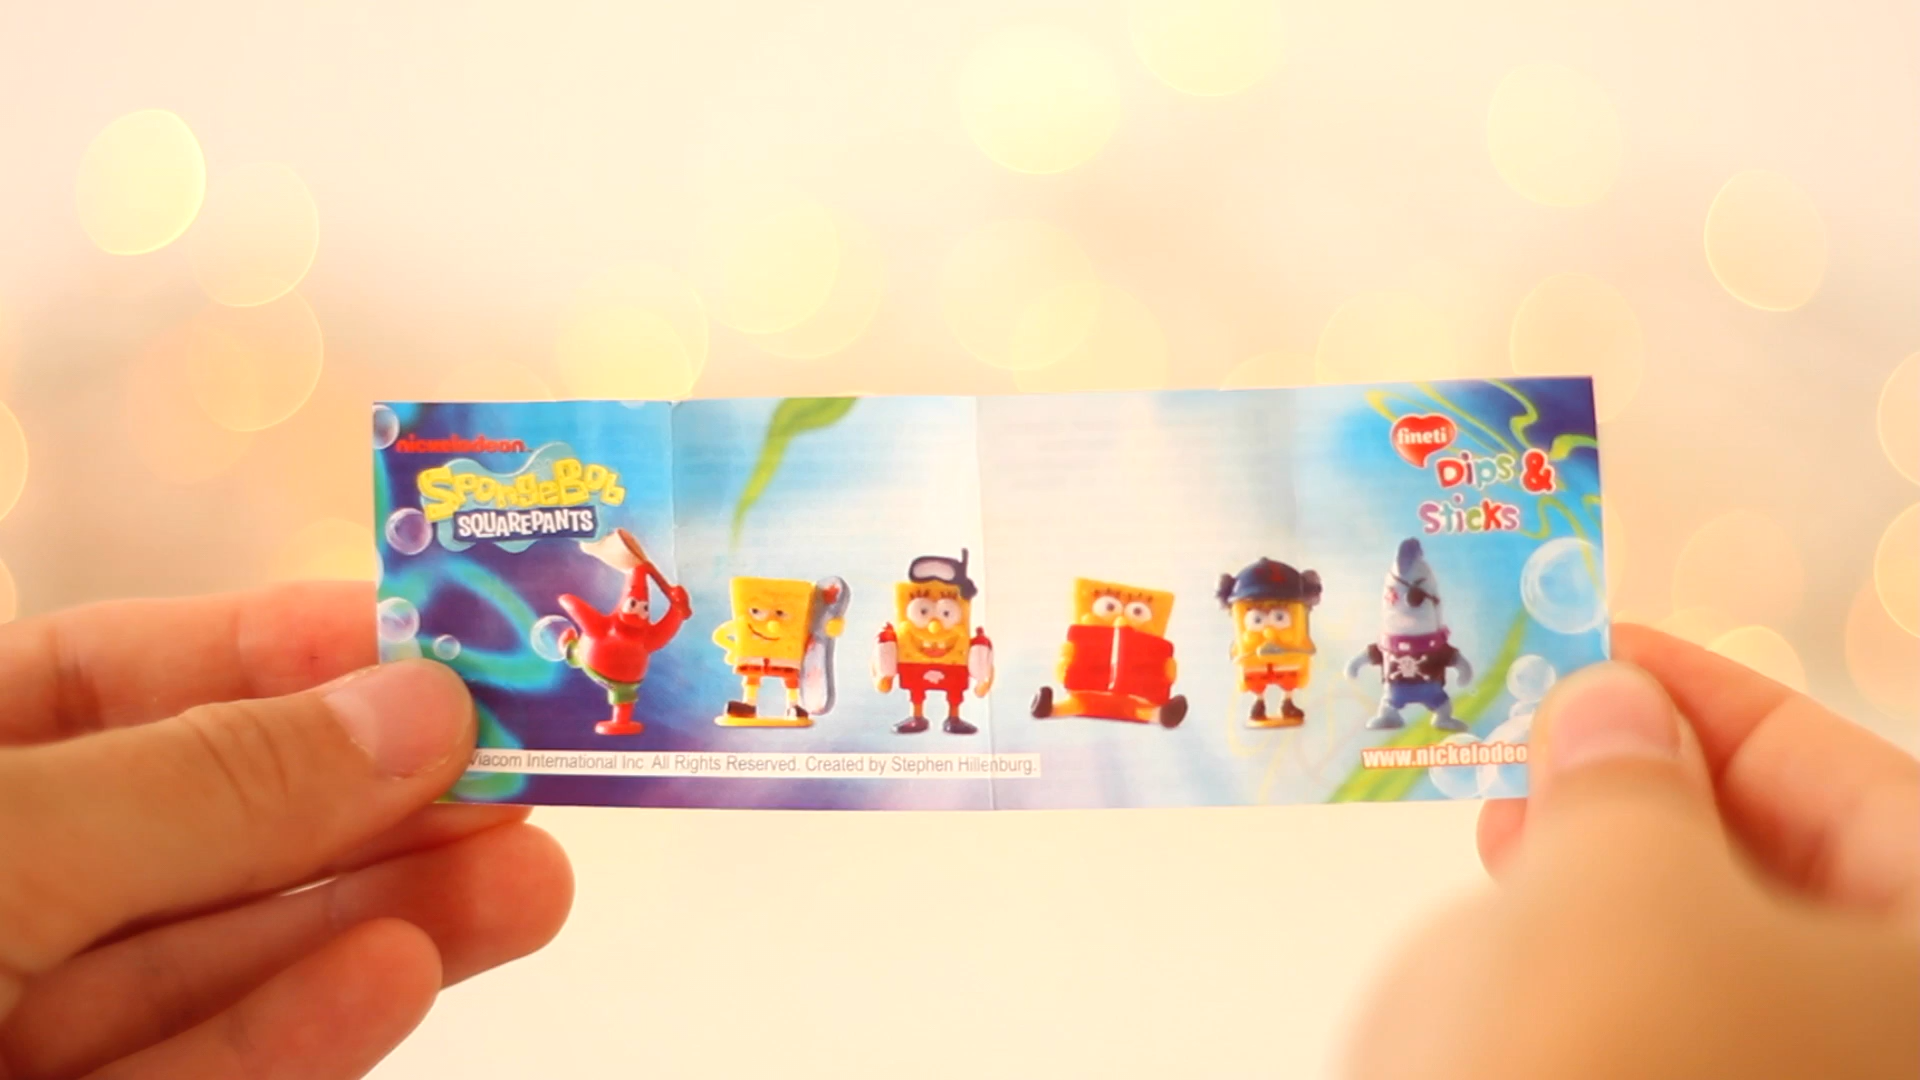 nickelodeon
SpongeBob
SQUAREPANTS
fineti
Dips &
Sticks
Viacom International Inc. All Rights Reserved. Created by Stephen Hillenburg.
www.nickelodeo